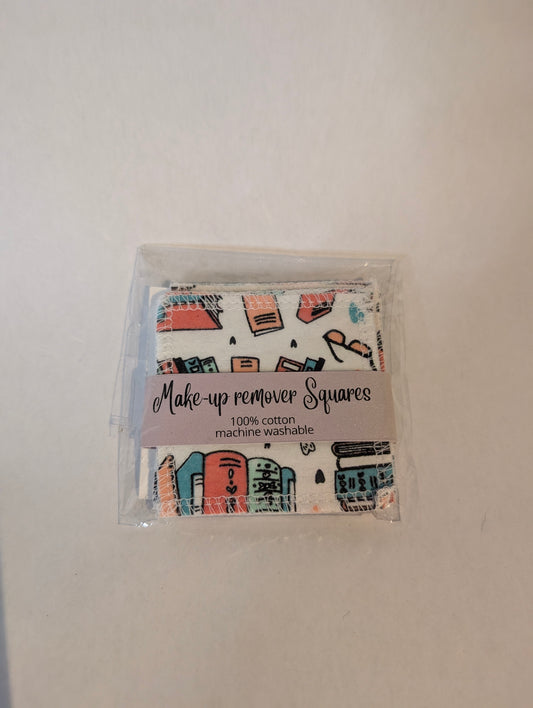 Make-up remover Squares
100% cotton
machine washable